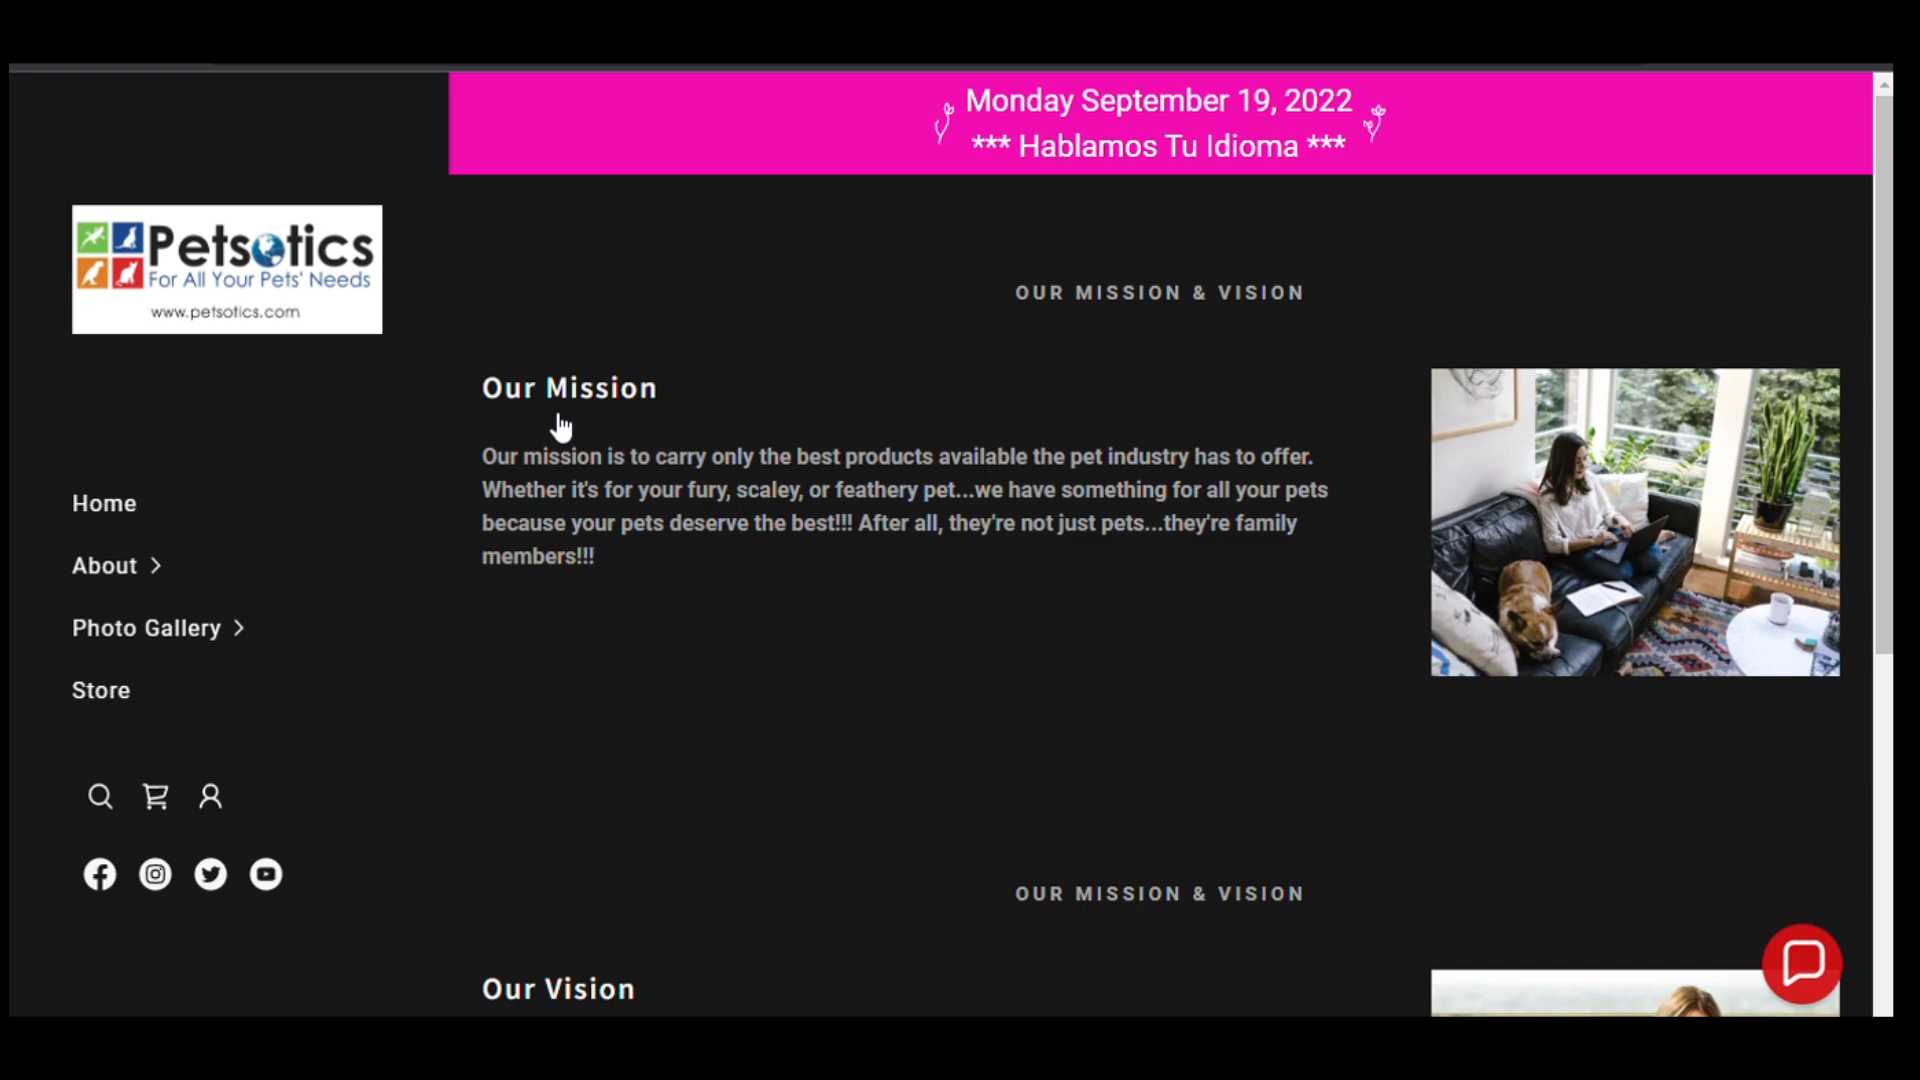 Monday September 19, 2022
*** Hablamos Tu Idioma ***
Petsotics
For All Your Pets' Needs
www.petsotics.com
Home
About
Photo Gallery
Store
OUR MISSION & VISION
Our Mission
Our mission is to carry only the best products available the pet industry has to offer.
Whether it's for your fury, scaley, or feathery pet...we have something for all your pets
because your pets deserve the best!!! After all, they're not just pets...they're family
members!!!
OUR MISSION & VISION
Our Vision